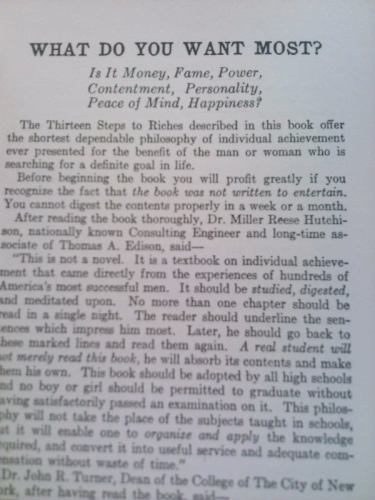 WHAT DO YOU WANT MOST?
Is It Money, Fame, Power,
Contentment, Personality,
Peace of Mind, Happiness?
The Thirteen Steps to Riches described in this book offer
the shortest dependable philosophy of individual achievement
ever presented for the benefit of the man or woman who is
searching for a definite goal in life.
Before beginning the book you will profit greatly if you
recognize the fact that the book was not written to entertain.
You cannot digest the contents properly in a week or a month.
After reading the book thoroughly, Dr. Miller Reese Hutchi-
son, nationally known Consulting Engineer and long-time as-
sociate of Thomas A. Edison, said—
"This is not a novel. It is a textbook on individual achieve-
ment that came directly from the experiences of hundreds of
America's most successful men. It should be studied, digested,
and meditated upon. No more than one chapter should be
read in a single night. The reader should underline the sen-
ences which impress him most. Later, he should go back to
hese marked lines and read them again. A real student will
ot merely read this book, he will absorb its contents and make
hem his own. This book should be adopted by all high schools
nd no boy or girl should be permitted to graduate without
aving satisfactorily passed an examination on it. This philos-
phy will not take the place of the subjects taught in schools,
ut it will enable one to organize and apply the knowledge
quired, and convert it into useful service and adequate com-
ensation without waste of time."
Dr. John R. Turner, Dean of the College of The City of New
ork, after having read the book, said—